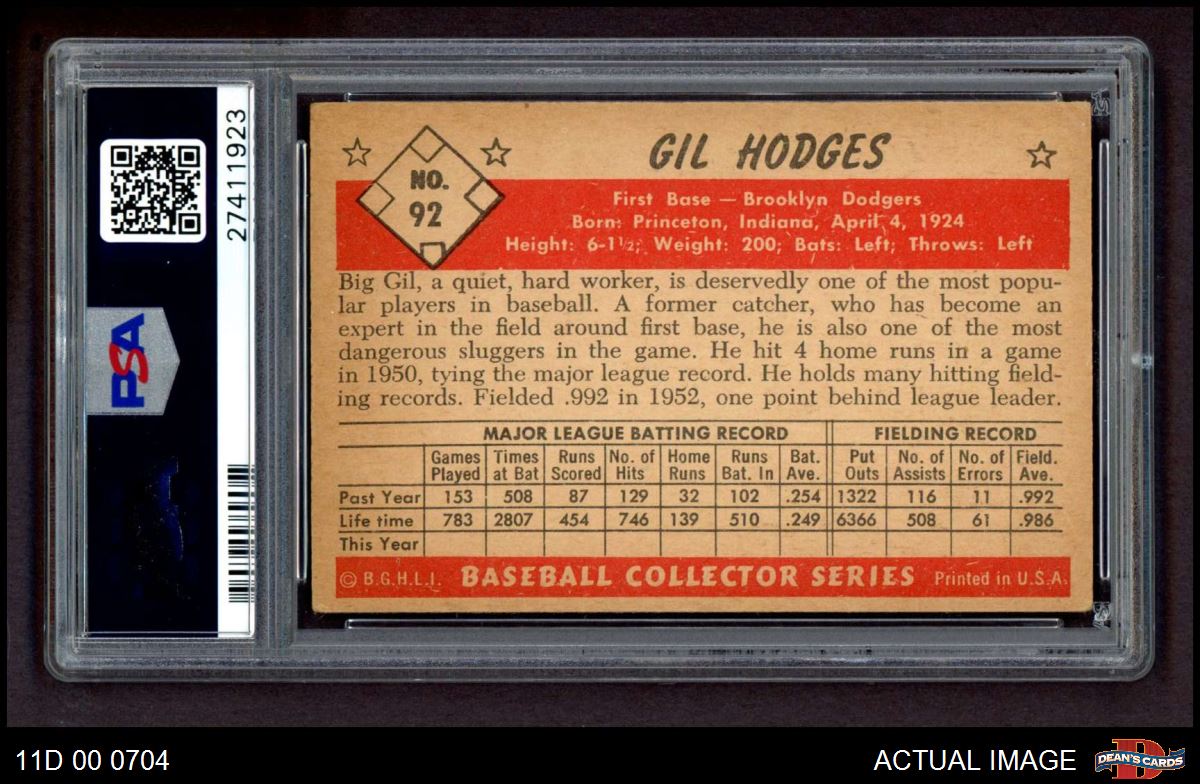 27411923
PSA
GIL HODGES
NO.
92
First Base — Brooklyn Dodgers
Born: Princeton, Indiana, April 4, 1924
Height: 6-1½; Weight: 200; Bats: Left; Throws: Left
Big Gil, a quiet, hard worker, is deservedly one of the most popu-
lar players in baseball. A former catcher, who has become an
expert in the field around first base, he is also one of the most
dangerous sluggers in the game. He hit 4 home runs in a game
in 1950, tying the major league record. He holds many hitting field-
ing records. Fielded .992 in 1952, one point behind league leader.
MAJOR LEAGUE BATTING RECORD FIELDING RECORD
Games Times Runs No. of Home Runs Bat. Put No. of No. of Field.
Played at Bat Scored Hits Runs Bat. In Ave. Outs Assists Errors Ave.
Past Year 153 508 87 129 32 102 .254 1322 116 11 .992
Life time 783 2807 454 746 139 510 .249 6366 508 61 .986
This Year
© B.G.H.L.I. BASEBALL COLLECTOR SERIES Printed in U.S.A.
11D 00 0704
ACTUAL IMAGE
D
DEAN'S CARDS